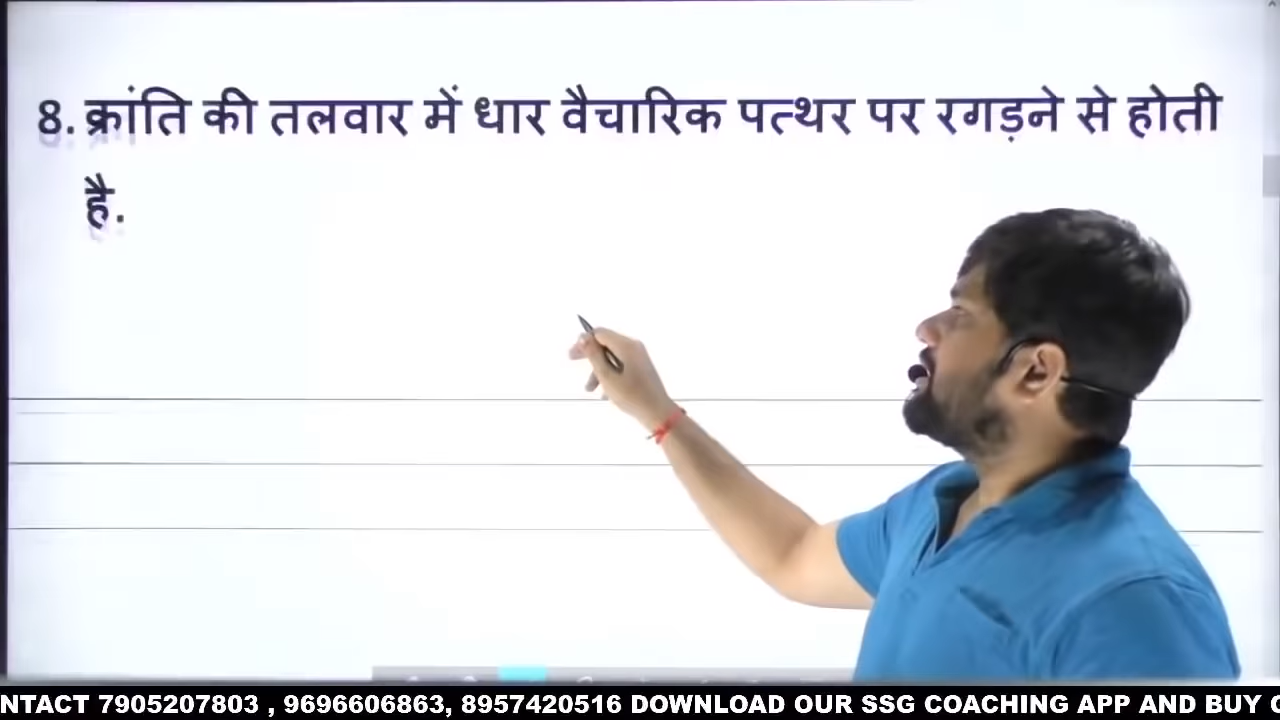 8. क्रांति की तलवार में धार वैचारिक पत्थर पर रगड़ने से होती
है.
NTACT 7905207803 , 9696606863, 8957420516 DOWNLOAD OUR SSG COACHING APP AND BUY